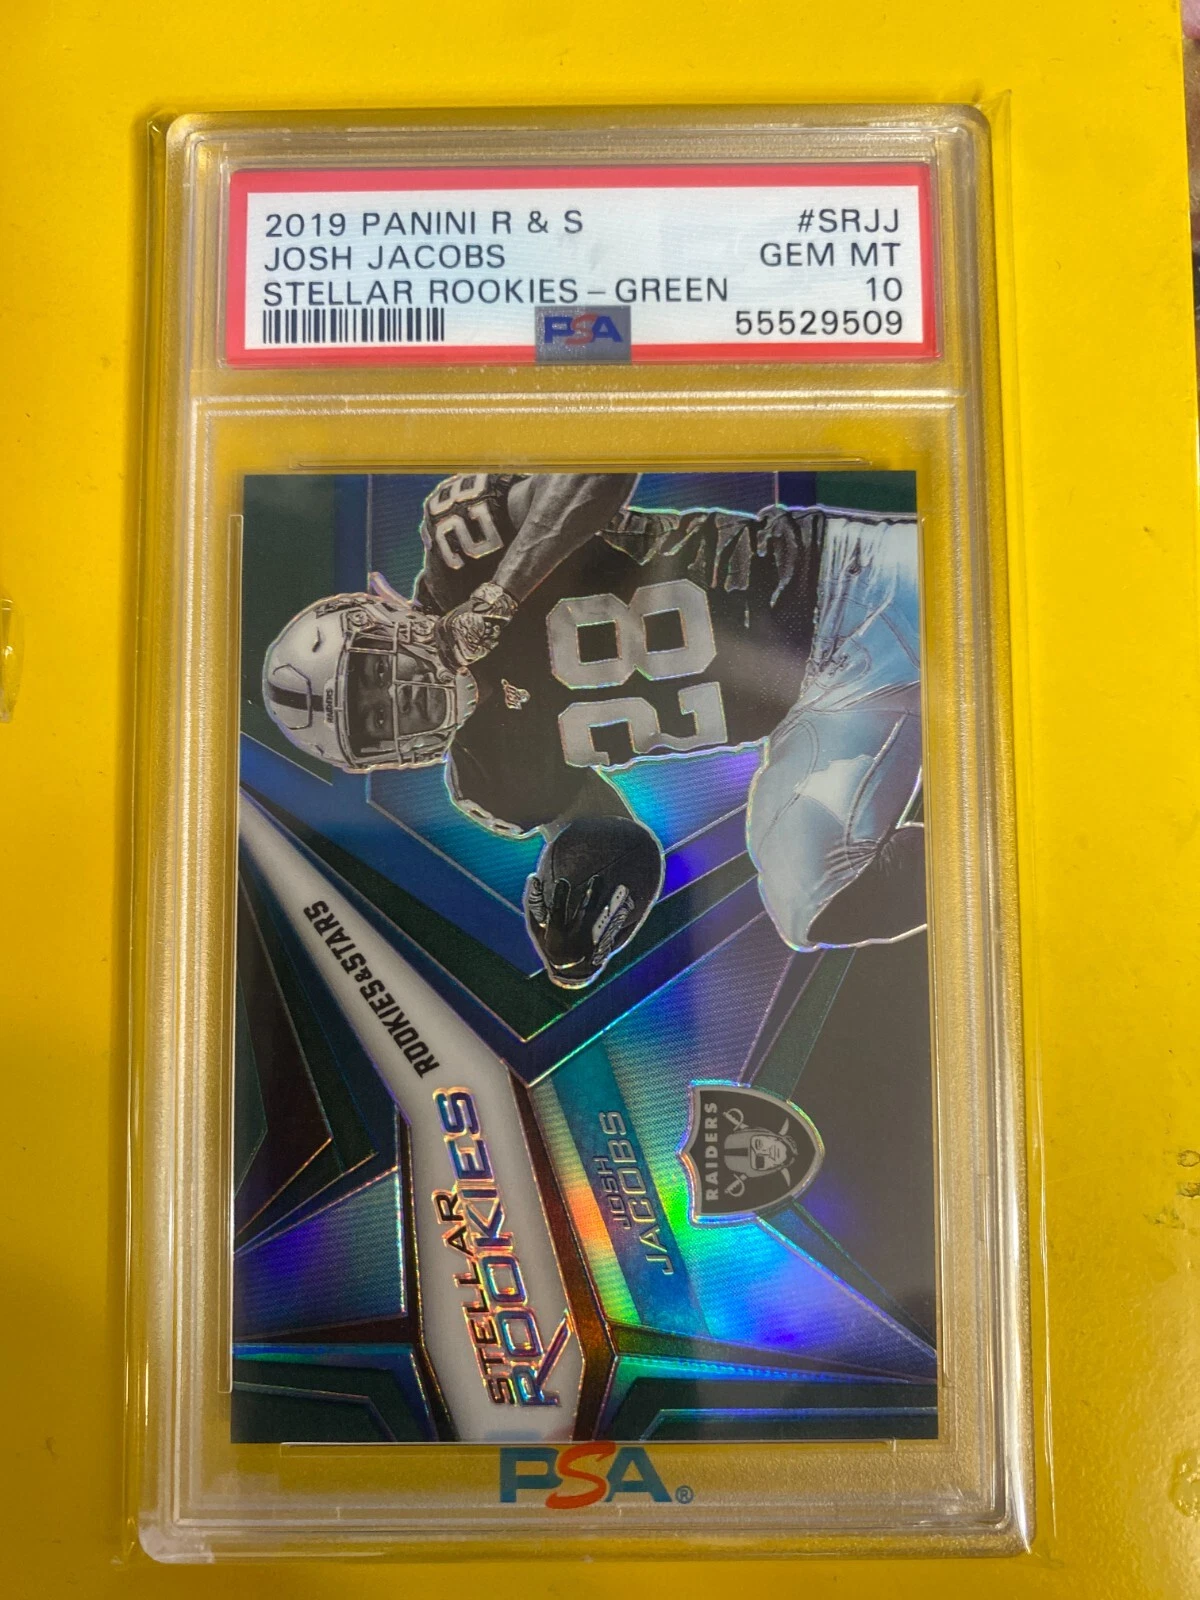 2019 PANINI R & S #SRJJ
JOSH JACOBS GEM MT
STELLAR ROOKIES – GREEN 10
PSA 55529509
28
28
RAIDERS
ROOKIES&STARS
STELLAR
ROOKIES
JOSH
JACOBS
RAIDERS
PSA®